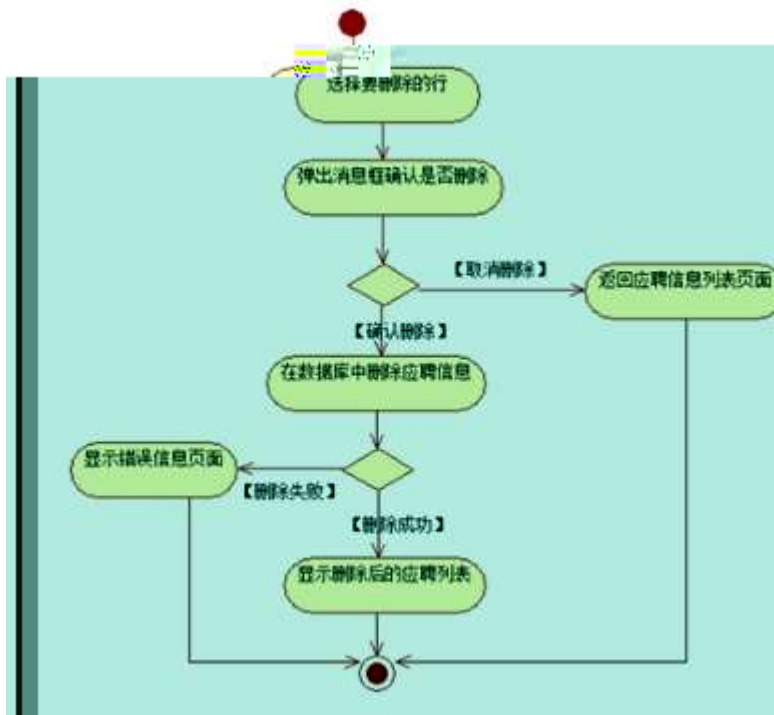 选择要删除的行
弹出消息框确认是否删除
【取消删除】
返回应聘信息列表页面
【确认删除】
在数据库中删除应聘信息
显示错误信息页面
【删除失败】
【删除成功】
显示删除后的应聘列表